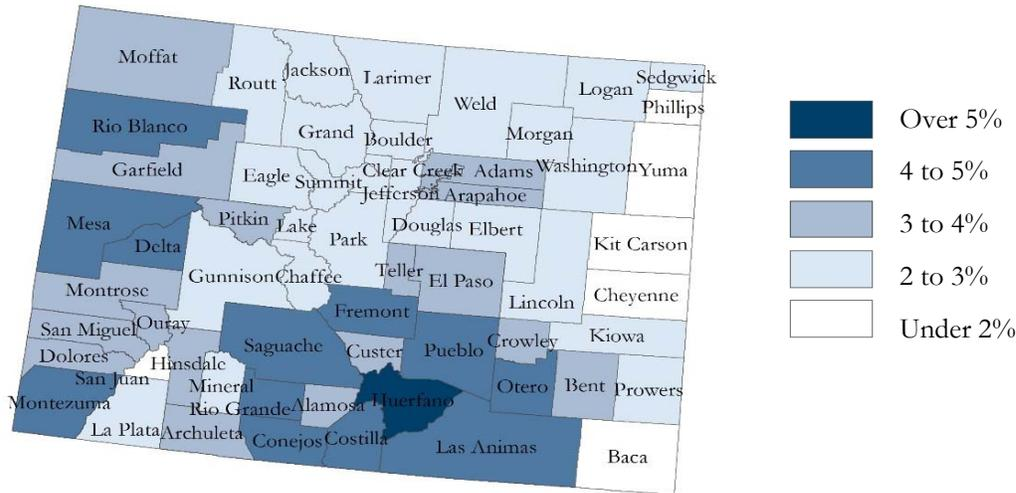 Moffat
Routt
Jackson
Larimer
Weld
Logan
Sedgwick
Phillips
Rio Blanco
Grand
Boulder
Morgan
Washington
Yuma
Garfield
Eagle
Summit
Clear Creek
Adams
Jefferson
Arapahoe
Mesa
Delta
Pitkin
Lake
Park
Douglas
Elbert
Kit Carson
Gunnison
Chaffee
Teller
El Paso
Lincoln
Cheyenne
Montrose
Fremont
San Miguel
Ouray
Saguache
Custer
Pueblo
Crowley
Kiowa
Dolores
San Juan
Hinsdale
Mineral
Otero
Bent
Prowers
Montezuma
Rio Grande
Alamosa
Huerfano
La Plata
Archuleta
Conejos
Costilla
Las Animas
Baca
Over 5%
4 to 5%
3 to 4%
2 to 3%
Under 2%